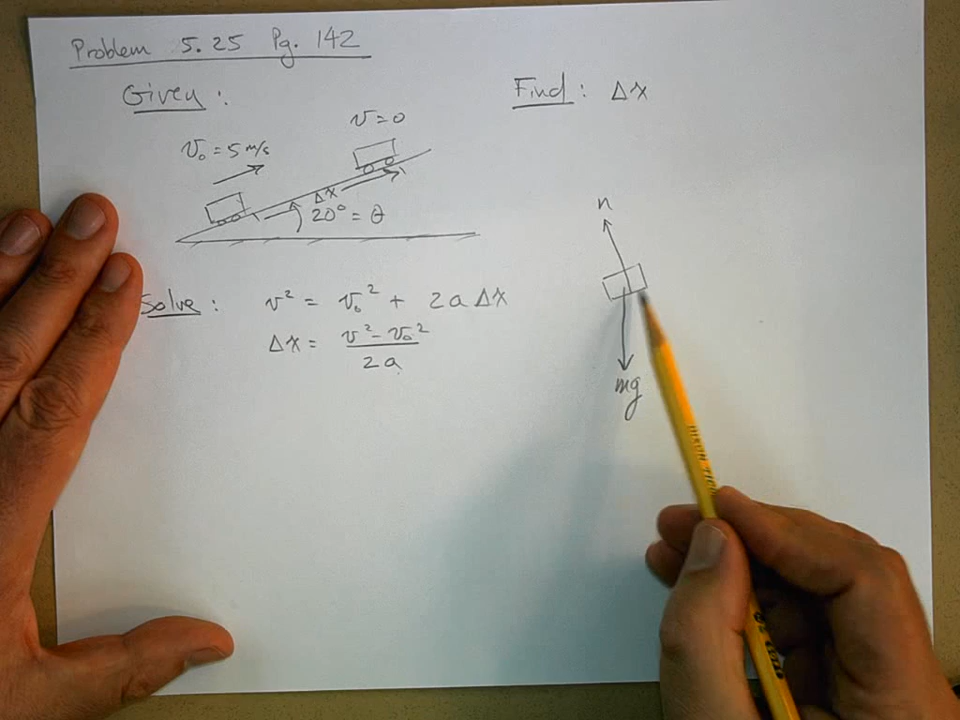 Problem 5.25 Pg. 142
Given:
Find: Δx
v=0
v₀ = 5 m/s
Δx
20° = θ
n
Solve: v² = v₀² + 2aΔx
Δx = v² - v₀² / 2a
mg